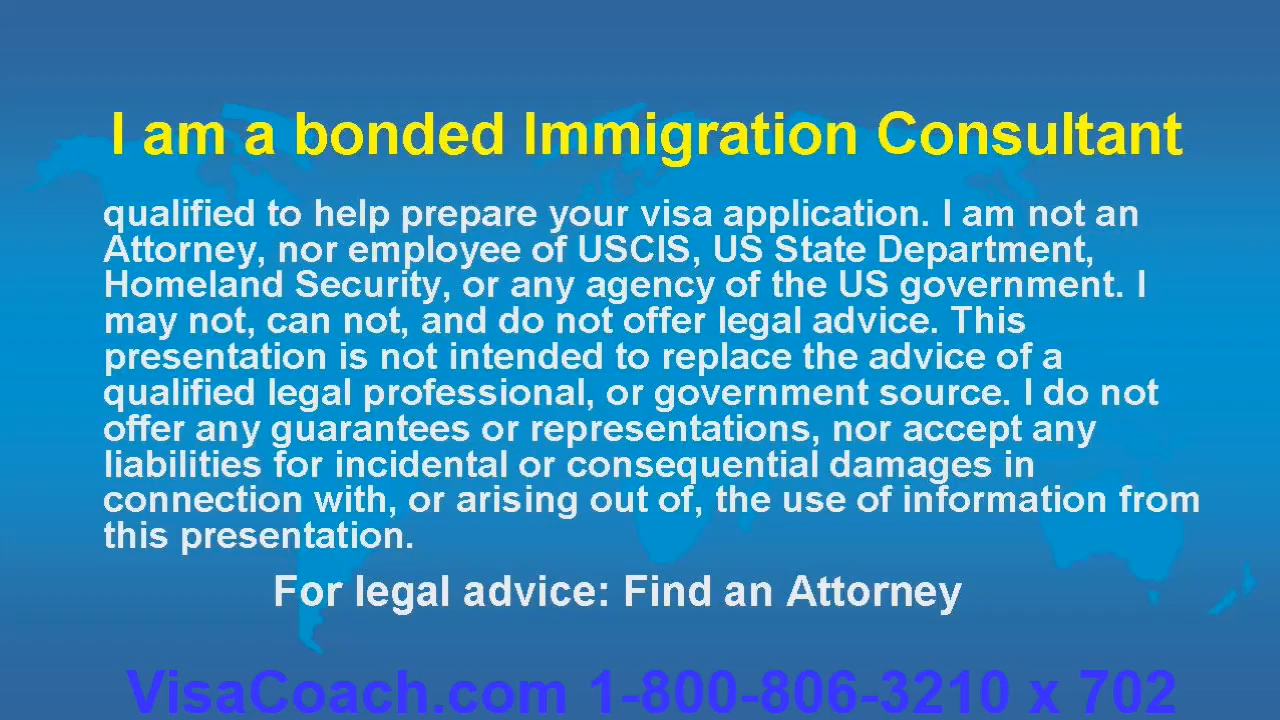 I am a bonded Immigration Consultant
qualified to help prepare your visa application. I am not an
Attorney, nor employee of USCIS, US State Department,
Homeland Security, or any agency of the US government. I
may not, can not, and do not offer legal advice. This
presentation is not intended to replace the advice of a
qualified legal professional, or government source. I do not
offer any guarantees or representations, nor accept any
liabilities for incidental or consequential damages in
connection with, or arising out of, the use of information from
this presentation.
For legal advice: Find an Attorney
VisaCoach.com 1-800-806-3210 x 702